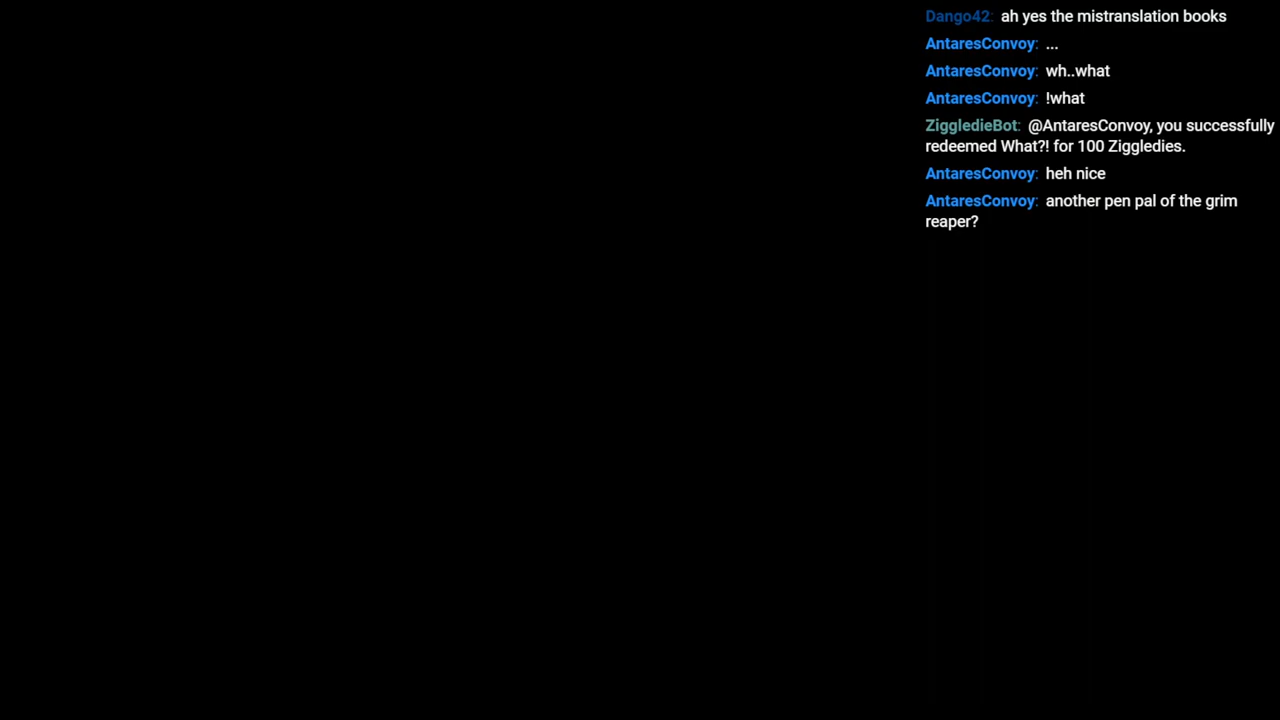 Dango42: ah yes the mistranslation books
AntaresConvoy: ...
AntaresConvoy: wh..what
AntaresConvoy: !what
ZiggledieBot: @AntaresConvoy, you successfully
redeemed What?! for 100 Ziggledies.
AntaresConvoy: heh nice
AntaresConvoy: another pen pal of the grim
reaper?